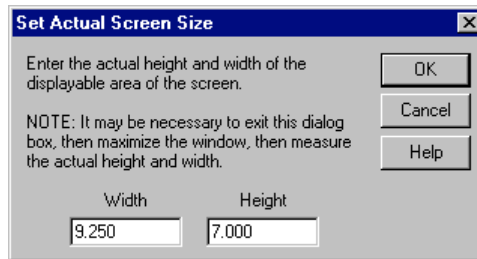 Set Actual Screen Size
Enter the actual height and width of the
displayable area of the screen.
OK
Cancel
NOTE: It may be necessary to exit this dialog
box, then maximize the window, then measure
the actual height and width.
Help
Width Height
9.250 7.000